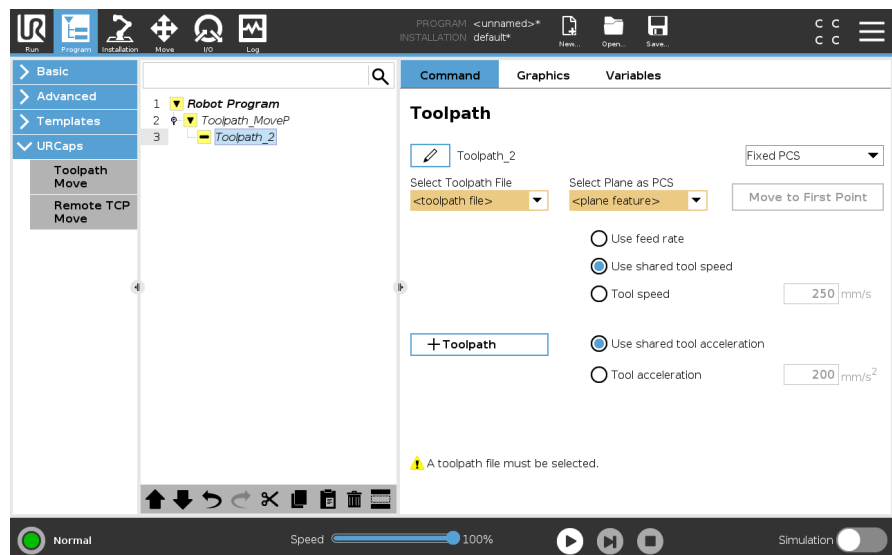 UR
PROGRAM <unnamed>*
INSTALLATION default*
C C
C C
Run Program Installation Move I/O Log New... Open... Save...
Basic
Advanced
Templates
URCaps
Toolpath
Move
Remote TCP
Move
1 Robot Program
2 Toolpath_MoveP
3 Toolpath_2
Command Graphics Variables
Toolpath
Toolpath_2 Fixed PCS
Select Toolpath File Select Plane as PCS
<toolpath file> <plane feature> Move to First Point
Use feed rate
Use shared tool speed
Tool speed 250 mm/s
+Toolpath Use shared tool acceleration
Tool acceleration 200 mm/s²
A toolpath file must be selected.
Normal Speed 100% Simulation